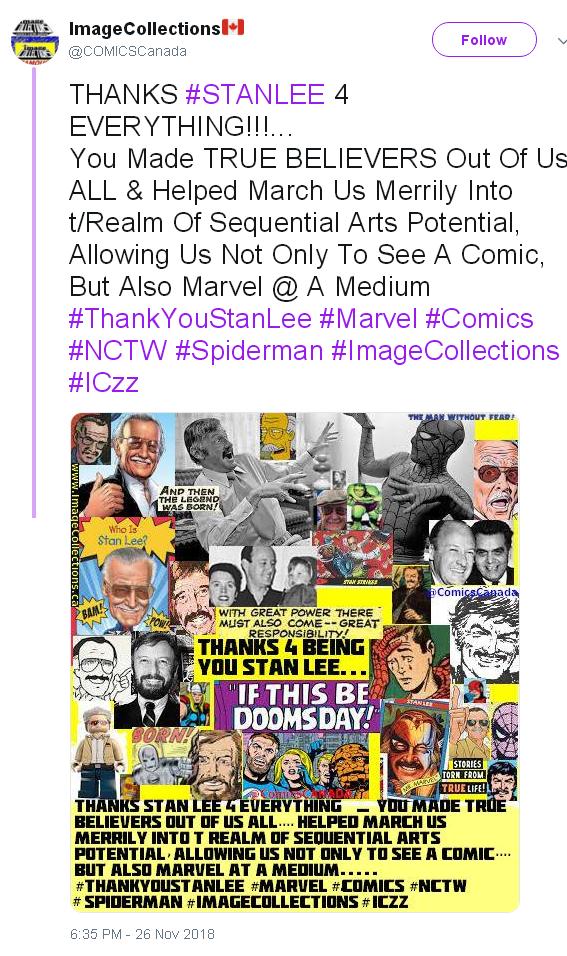 ImageCollections
@COMICSCanada
Follow
THANKS #STANLEE 4
EVERYTHING!!!...
You Made TRUE BELIEVERS Out Of Us
ALL & Helped March Us Merrily Into
t/Realm Of Sequential Arts Potential,
Allowing Us Not Only To See A Comic,
But Also Marvel @ A Medium
#ThankYouStanLee #Marvel #Comics
#NCTW #Spiderman #ImageCollections
#ICzz
THE MAN WITHOUT FEAR!
www.ImageCollections.ca
AND THEN
THE LEGEND
WAS BORN!
Who Is
Stan Lee?
BAM!
POW!
STAN STRIKES
@ComicsCanada
WITH GREAT POWER THERE
MUST ALSO COME--GREAT
RESPONSIBILITY!
THANKS 4 BEING
YOU STAN LEE...
"IF THIS BE
DOOMSDAY!"
BORN!
STAN LEE
MR. MARVEL
STORIES
TORN FROM
TRUE LIFE!
@ComicsCANADA
THANKS STAN LEE 4 EVERYTHING — YOU MADE TRUE
BELIEVERS OUT OF US ALL.... HELPED MARCH US
MERRILY INTO T REALM OF SEQUENTIAL ARTS
POTENTIAL, ALLOWING US NOT ONLY TO SEE A COMIC....
BUT ALSO MARVEL AT A MEDIUM.....
#THANKYOUSTANLEE #MARVEL #COMICS #NCTW
# SPIDERMAN #IMAGECOLLECTIONS # ICZZ
6:35 PM - 26 Nov 2018